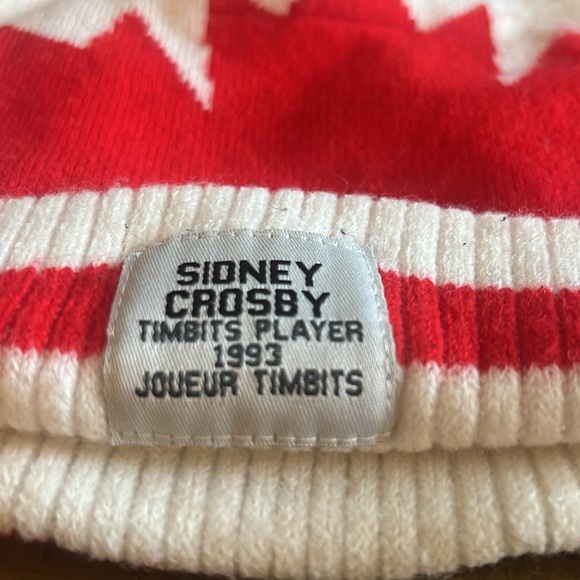 SIDNEY
CROSBY
TIMBITS PLAYER
1993
JOUEUR TIMBITS